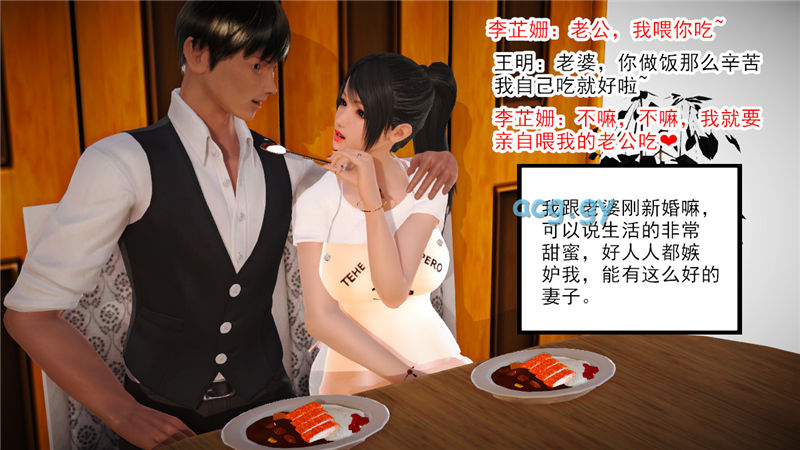 李芷姗：老公，我喂你吃~
王明：老婆，你做饭那么辛苦
我自己吃就好啦~
李芷姗：不嘛，不嘛，我就要
亲自喂我的老公吃❤
我跟老婆刚新婚嘛，
可以说生活的非常
甜蜜，好人人都嫉
妒我，能有这么好的
妻子。
acg.gy
TEHE PERO